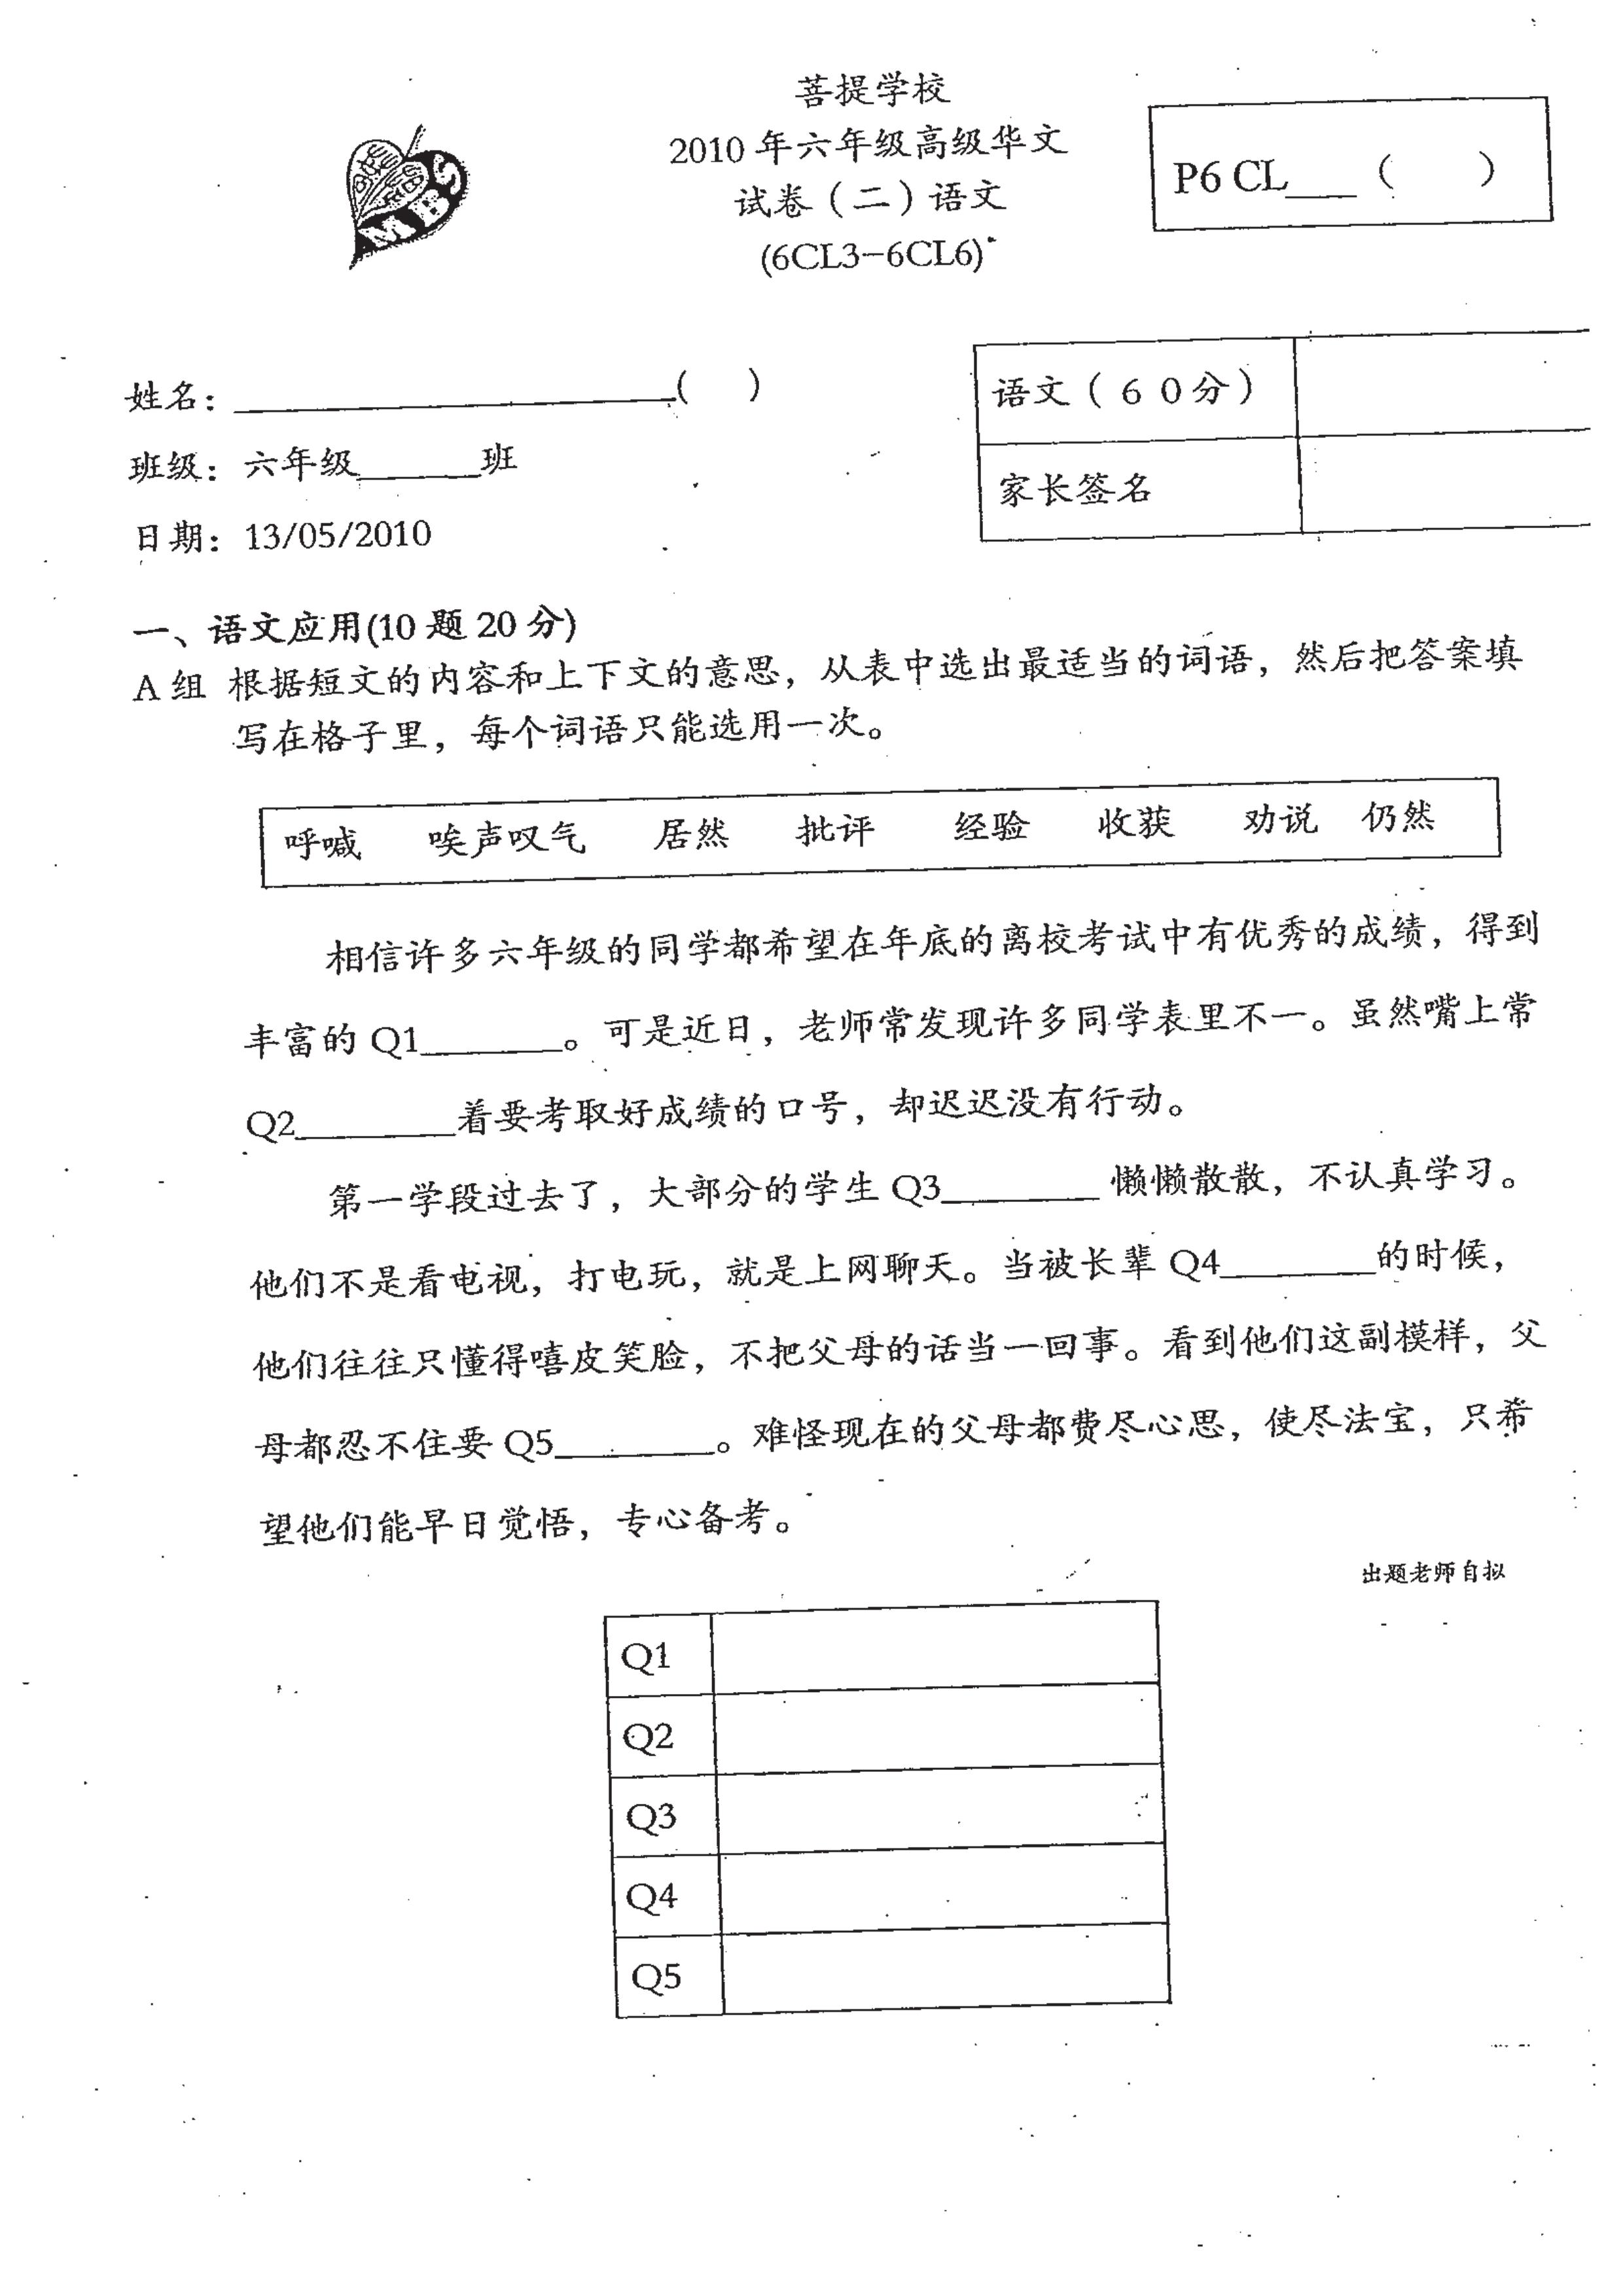 菩提学校
2010年六年级高级华文
试卷（二）语文
(6CL3-6CL6)
P6 CL___（ ）
MBS
姓名：____________________( )
班级：六年级______班
日期：13/05/2010
语文（60分）
家长签名
一、语文应用(10题20分)
A组 根据短文的内容和上下文的意思，从表中选出最适当的词语，然后把答案填
写在格子里，每个词语只能选用一次。
呼喊 唉声叹气 居然 批评 经验 收获 劝说 仍然
相信许多六年级的同学都希望在年底的离校考试中有优秀的成绩，得到
丰富的 Q1_______。可是近日，老师常发现许多同学表里不一。虽然嘴上常
Q2________着要考取好成绩的口号，却迟迟没有行动。
第一学段过去了，大部分的学生 Q3________ 懒懒散散，不认真学习。
他们不是看电视，打电玩，就是上网聊天。当被长辈 Q4________的时候，
他们往往只懂得嘻皮笑脸，不把父母的话当一回事。看到他们这副模样，父
母都忍不住要 Q5________。难怪现在的父母都费尽心思，使尽法宝，只希
望他们能早日觉悟，专心备考。
出题老师自拟
Q1
Q2
Q3
Q4
Q5